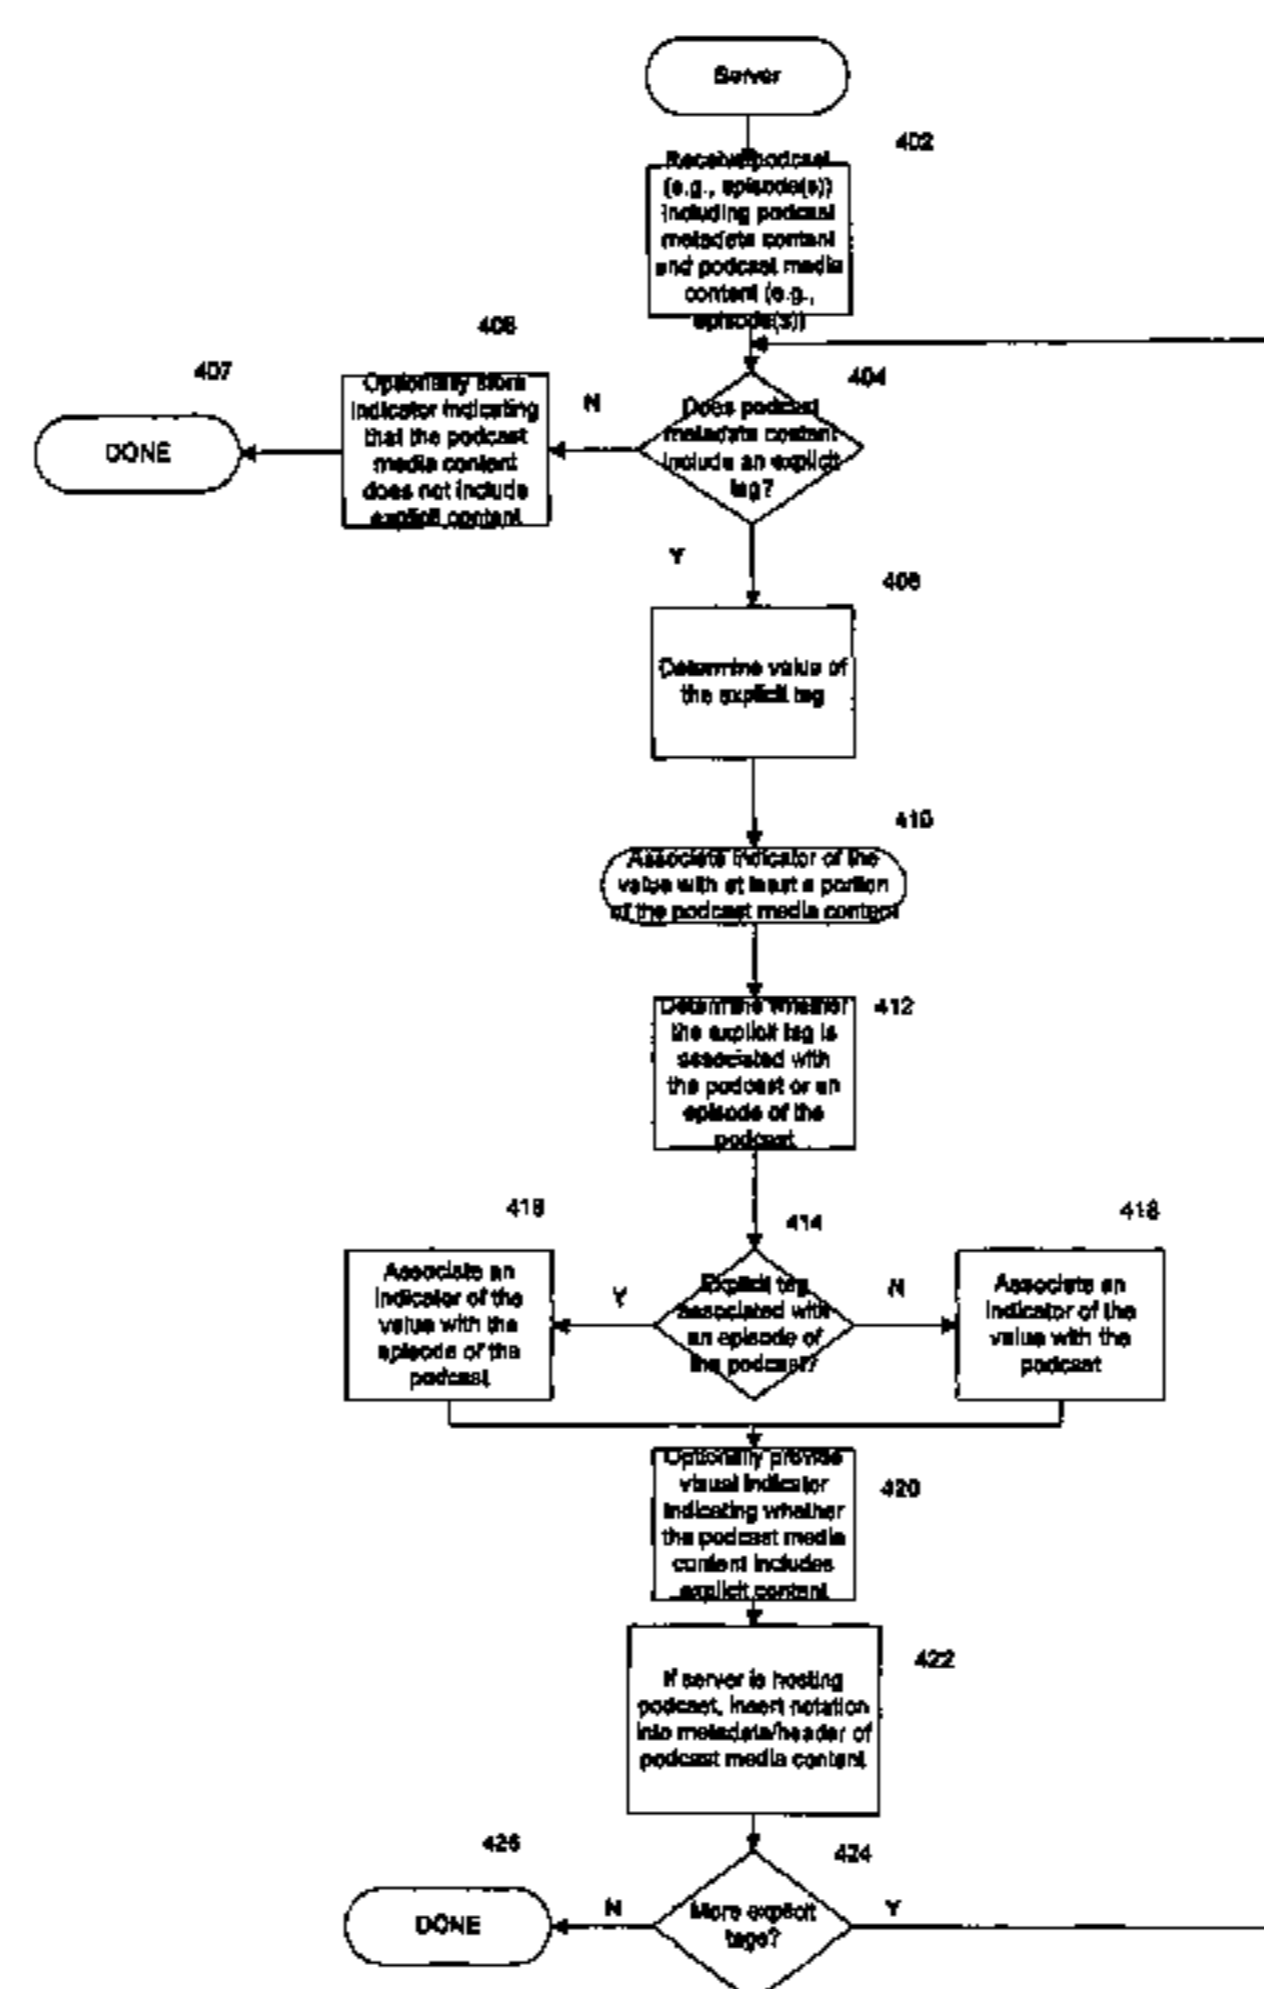 Server
402
Receive podcast
(e.g., episode(s))
including podcast
metadata content
and podcast media
content (e.g.,
episode(s))
406
407
404
Optionally store
indicator indicating
that the podcast
media content
does not include
explicit content
N
Does podcast
metadata content
include an explicit
tag?
DONE
Y
408
Determine value of
the explicit tag
410
Associate indicator of the
value with at least a portion
of the podcast media content
412
Determine whether
the explicit tag is
associated with
the podcast or an
episode of the
podcast
416
414
418
Associate an
indicator of the
value with the
episode of the
podcast
Y
Explicit tag
associated with
an episode of
the podcast?
N
Associate an
indicator of the
value with the
podcast
420
Optionally provide
visual indicator
indicating whether
the podcast media
content includes
explicit content
422
If server is hosting
podcast, insert notation
into metadata/header of
podcast media content
426
424
DONE
N
More explicit
tags?
Y